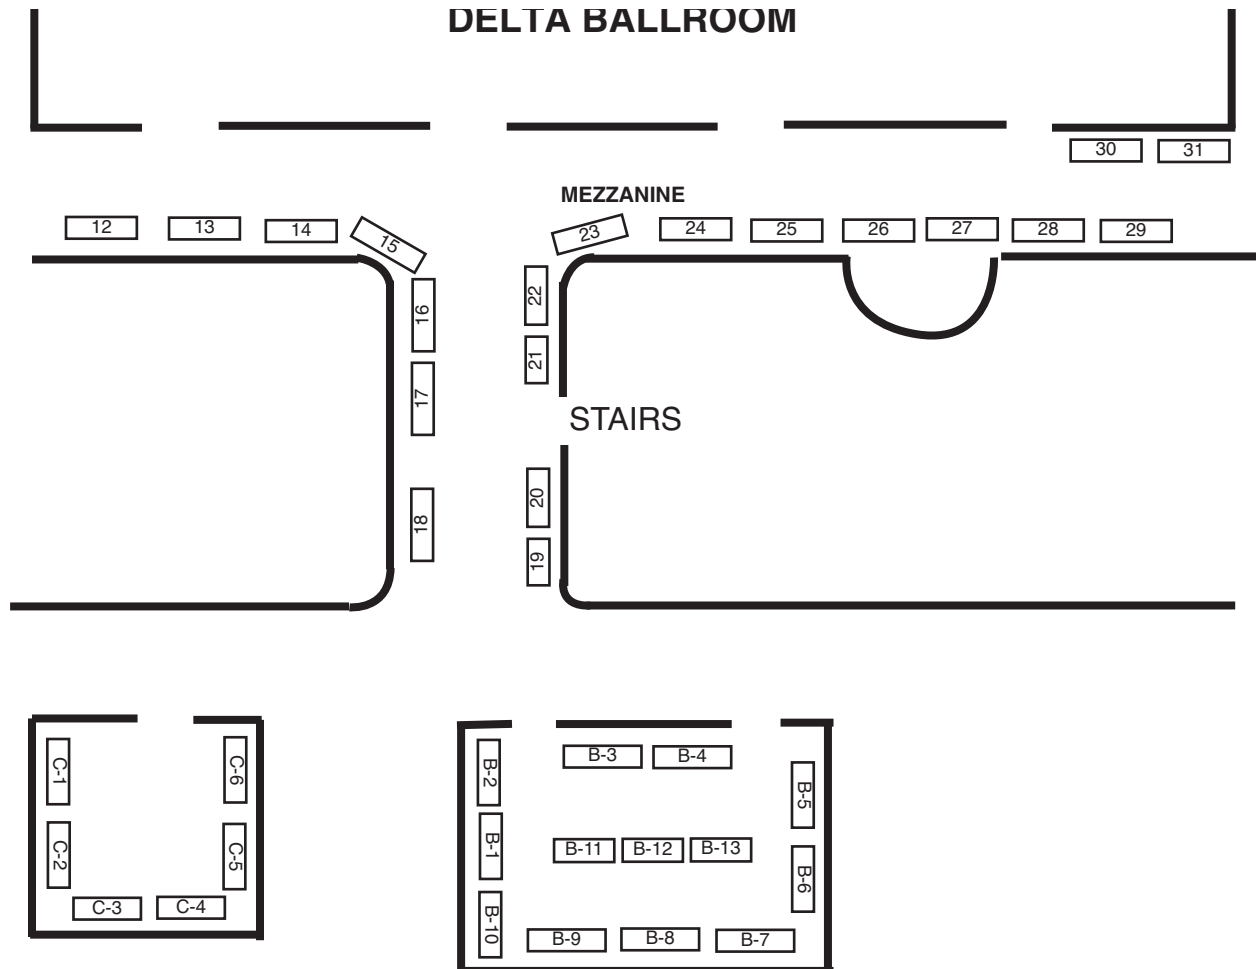 DELTA BALLROOM
30 31
MEZZANINE
12 13 14 15 23 24 25 26 27 28 29
16 22
17 21
STAIRS
18 20
19
C-1 C-6 B-2 B-3 B-4 B-5
C-2 C-5 B-1 B-11 B-12 B-13 B-6
C-3 C-4 B-10 B-9 B-8 B-7